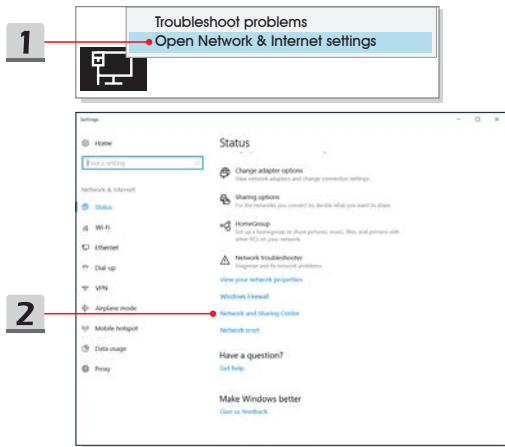 1
Troubleshoot problems
Open Network & Internet settings
2
Settings
Home
Find a setting
Network & Internet
Status
Wi-Fi
Ethernet
Dial-up
VPN
Airplane mode
Mobile hotspot
Data usage
Proxy
Status
Change adapter options
View network adapters and change connection settings.
Sharing options
For the networks you connect to, decide what you want to share.
HomeGroup
Set up a homegroup to share pictures, music, files, and printers with
other PCs on your network.
Network troubleshooter
Diagnose and fix network problems.
View your network properties
Windows Firewall
Network and Sharing Center
Network reset
Have a question?
Get help
Make Windows better
Give us feedback